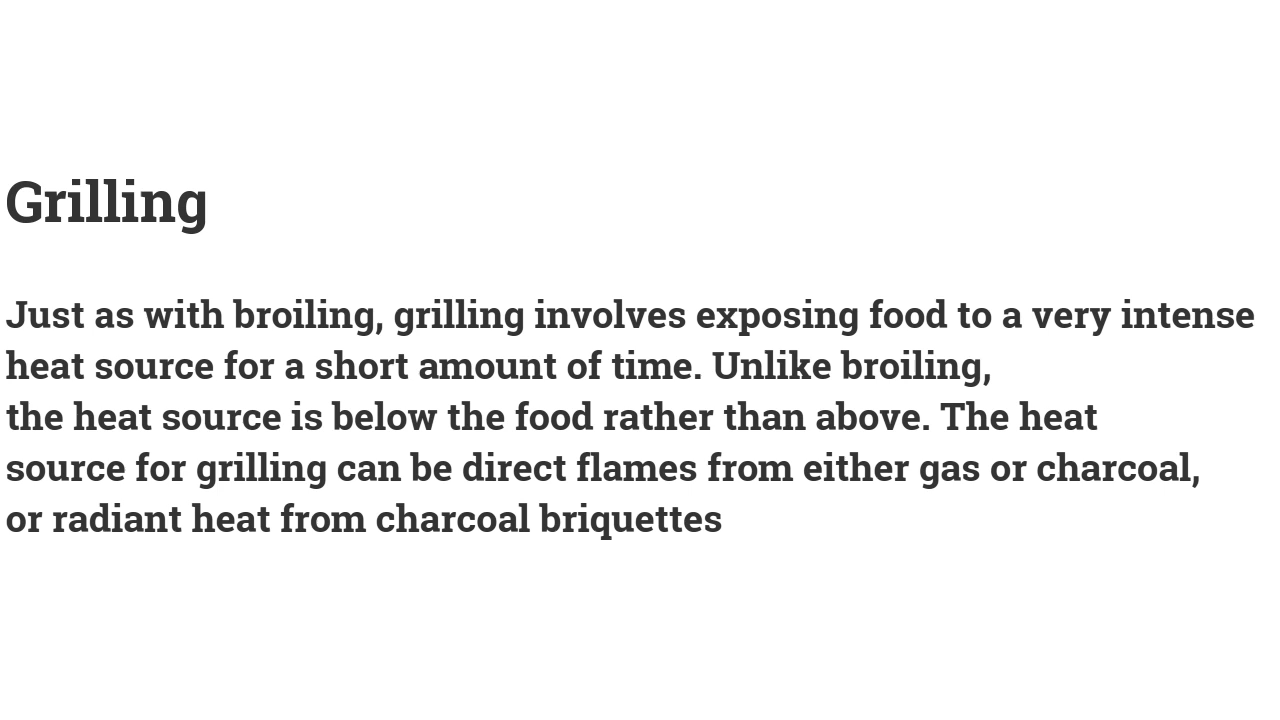 Grilling
Just as with broiling, grilling involves exposing food to a very intense
heat source for a short amount of time. Unlike broiling,
the heat source is below the food rather than above. The heat
source for grilling can be direct flames from either gas or charcoal,
or radiant heat from charcoal briquettes